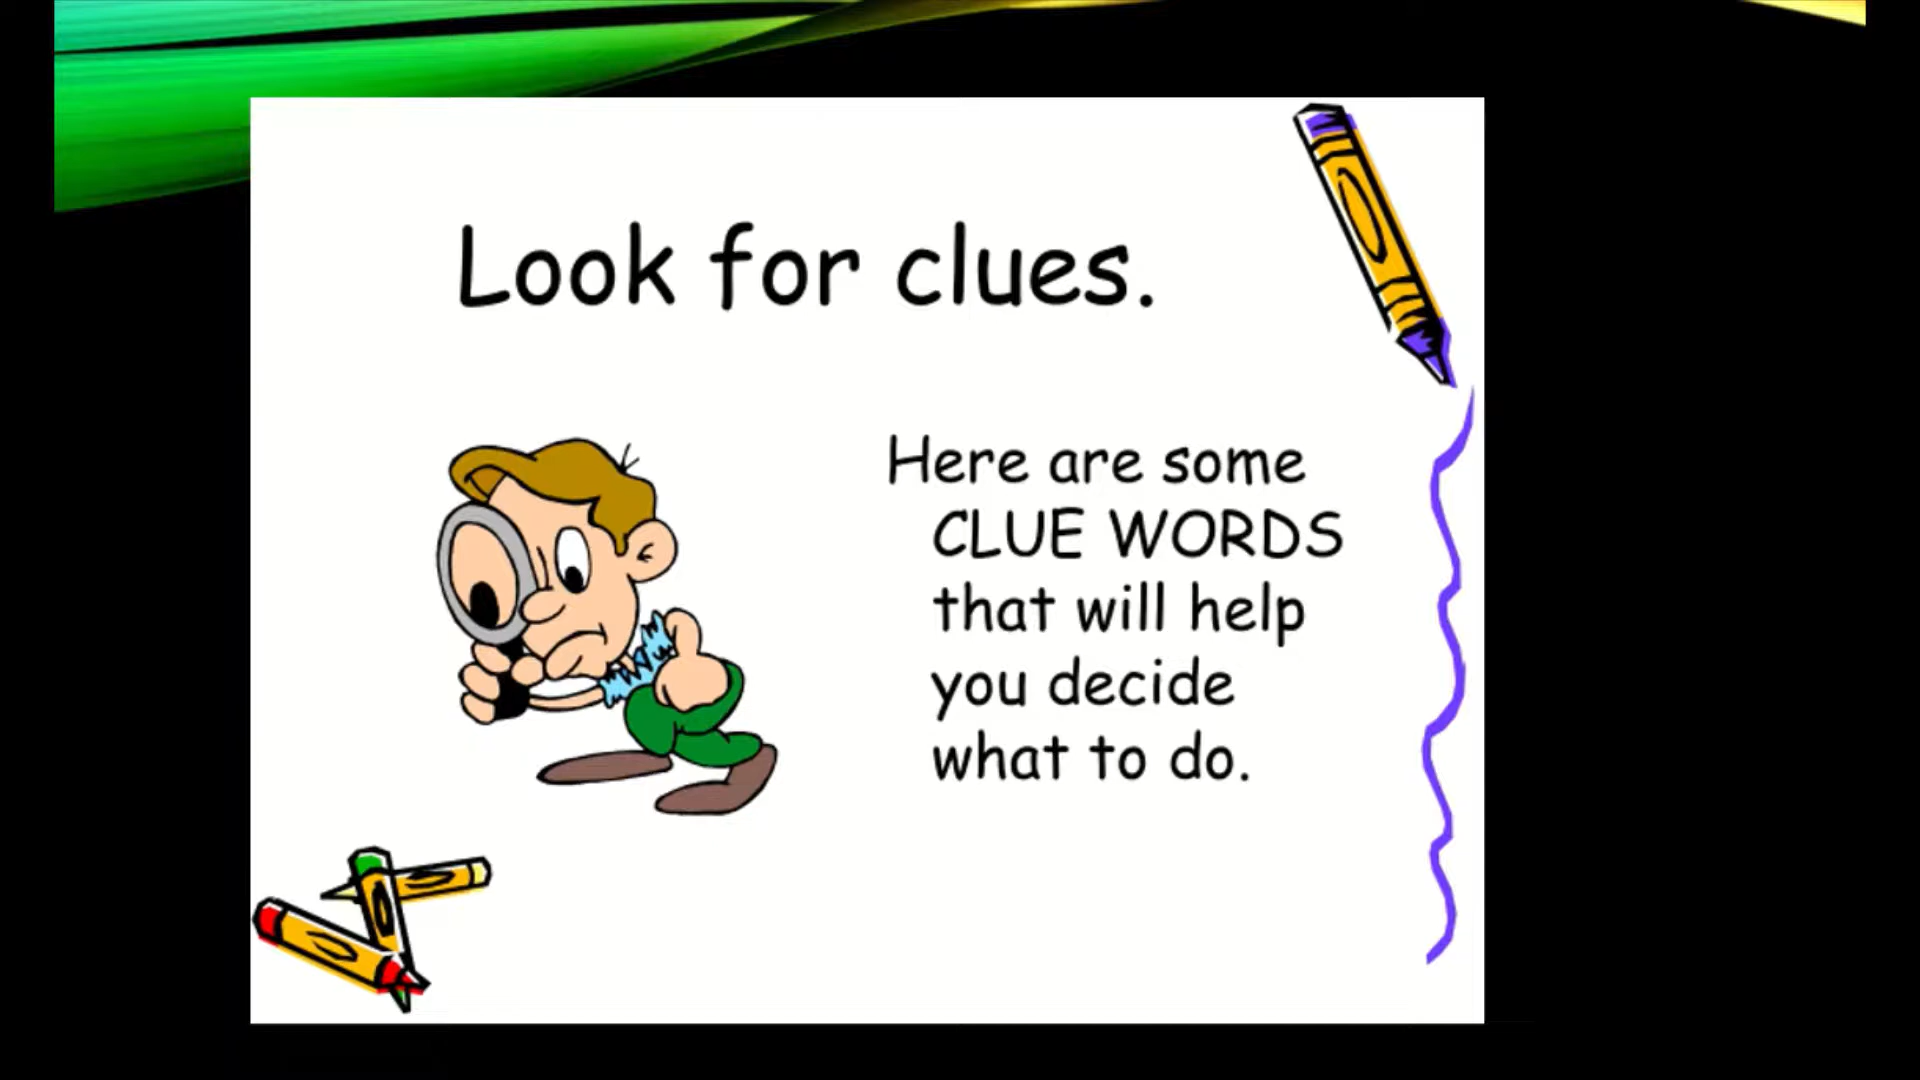 Look for clues.
Here are some
CLUE WORDS
that will help
you decide
what to do.